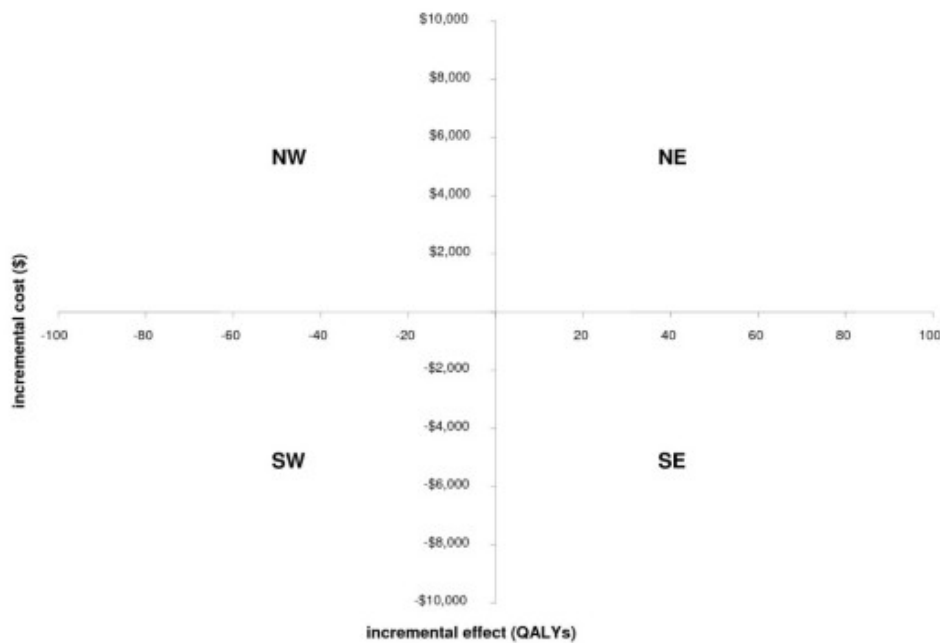 $10,000
$8,000
$6,000
NW NE
$4,000
$2,000
incremental cost ($)
-100 -80 -60 -40 -20 20 40 60 80 100
-$2,000
-$4,000
SW SE
-$6,000
-$8,000
-$10,000
incremental effect (QALYs)